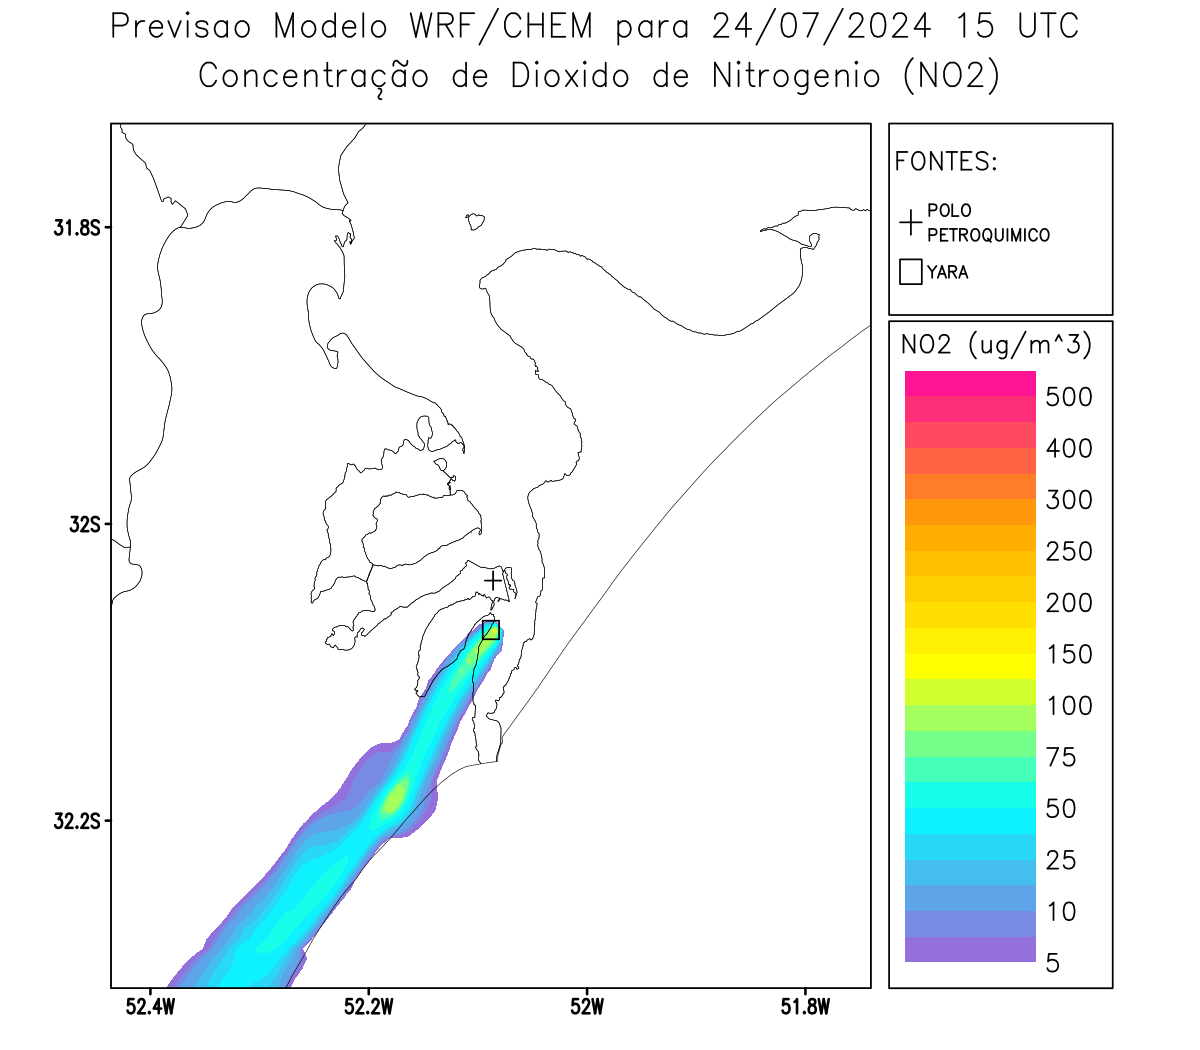 Previsao Modelo WRF/CHEM para 24/07/2024 15 UTC
Concentração de Dioxido de Nitrogenio (NO2)
FONTES:
POLO
PETROQUIMICO
YARA
NO2 (ug/m^3)
500
400
300
250
200
150
100
75
50
25
10
5
31.8S
32S
32.2S
52.4W
52.2W
52W
51.8W